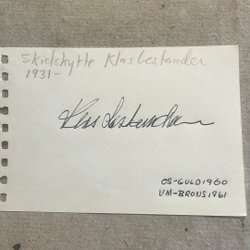 Skidskytte Klas Lestander
1931-
Klas Lestander
OS-GULD 1960
VM-BRONS 1961